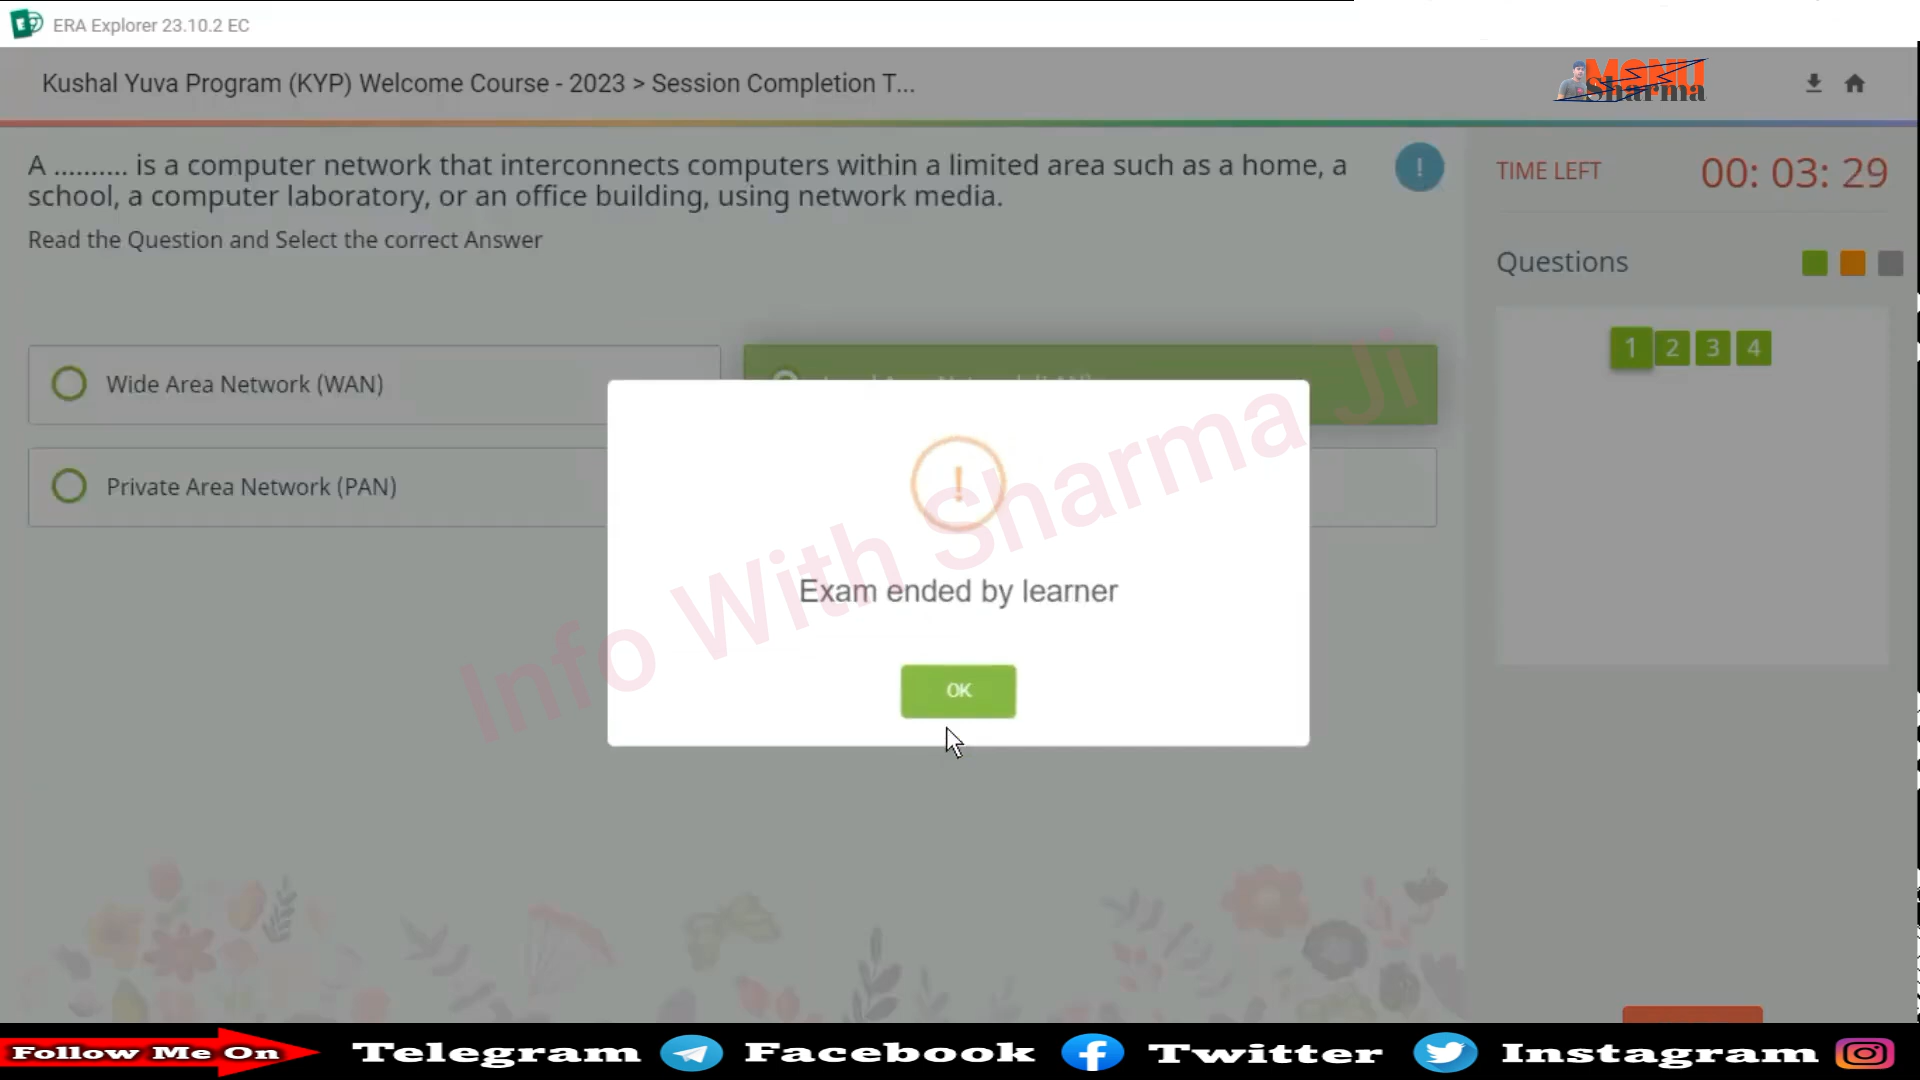 ERA Explorer 23.10.2 EC
Kushal Yuva Program (KYP) Welcome Course - 2023 > Session Completion T...
MONU
Sharma
A .......... is a computer network that interconnects computers within a limited area such as a home, a
school, a computer laboratory, or an office building, using network media.
Read the Question and Select the correct Answer
TIME LEFT
00: 03: 29
Questions
1 2 3 4
Wide Area Network (WAN)
Private Area Network (PAN)
Info With Sharma Ji
Exam ended by learner
OK
Follow Me On Telegram Facebook Twitter Instagram